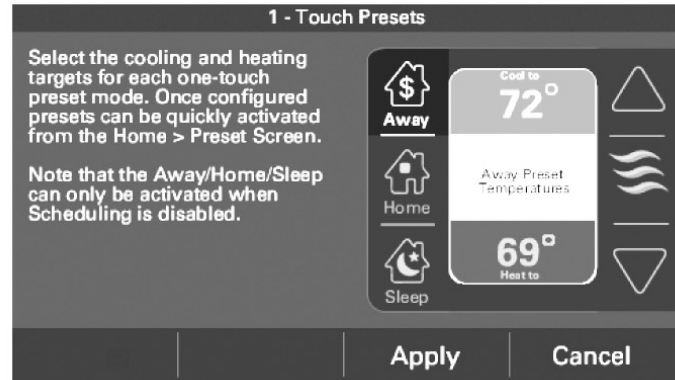 1 - Touch Presets
Select the cooling and heating
targets for each one-touch
preset mode. Once configured
presets can be quickly activated
from the Home > Preset Screen.
Note that the Away/Home/Sleep
can only be activated when
Scheduling is disabled.
$
Away
Home
Sleep
Cool to
72°
Away Preset
Temperatures
69°
Heat to
Apply
Cancel